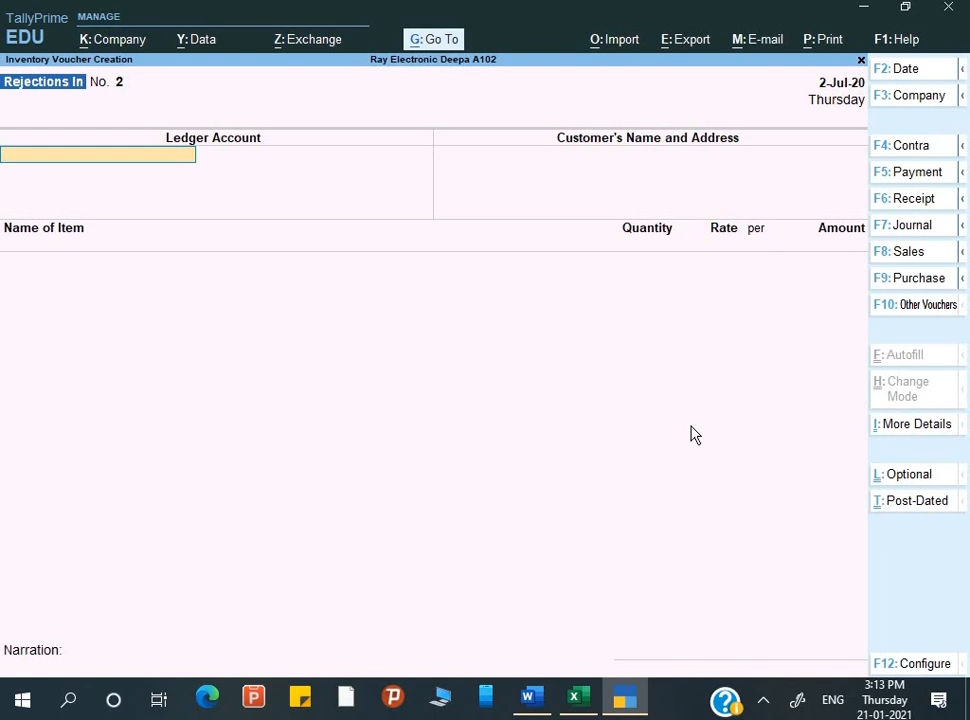 TallyPrime MANAGE
EDU
K: Company Y: Data Z: Exchange G: Go To O: Import E: Export M: E-mail P: Print F1: Help
Inventory Voucher Creation Ray Electronic Deepa A102
Rejections In No. 2 2-Jul-20
Thursday
Ledger Account Customer's Name and Address
Name of Item Quantity Rate per Amount
Narration:
F2: Date
F3: Company
F4: Contra
F5: Payment
F6: Receipt
F7: Journal
F8: Sales
F9: Purchase
F10: Other Vouchers
F: Autofill
H: Change
Mode
I: More Details
L: Optional
T: Post-Dated
F12: Configure
ENG
3:13 PM
Thursday
21-01-2021